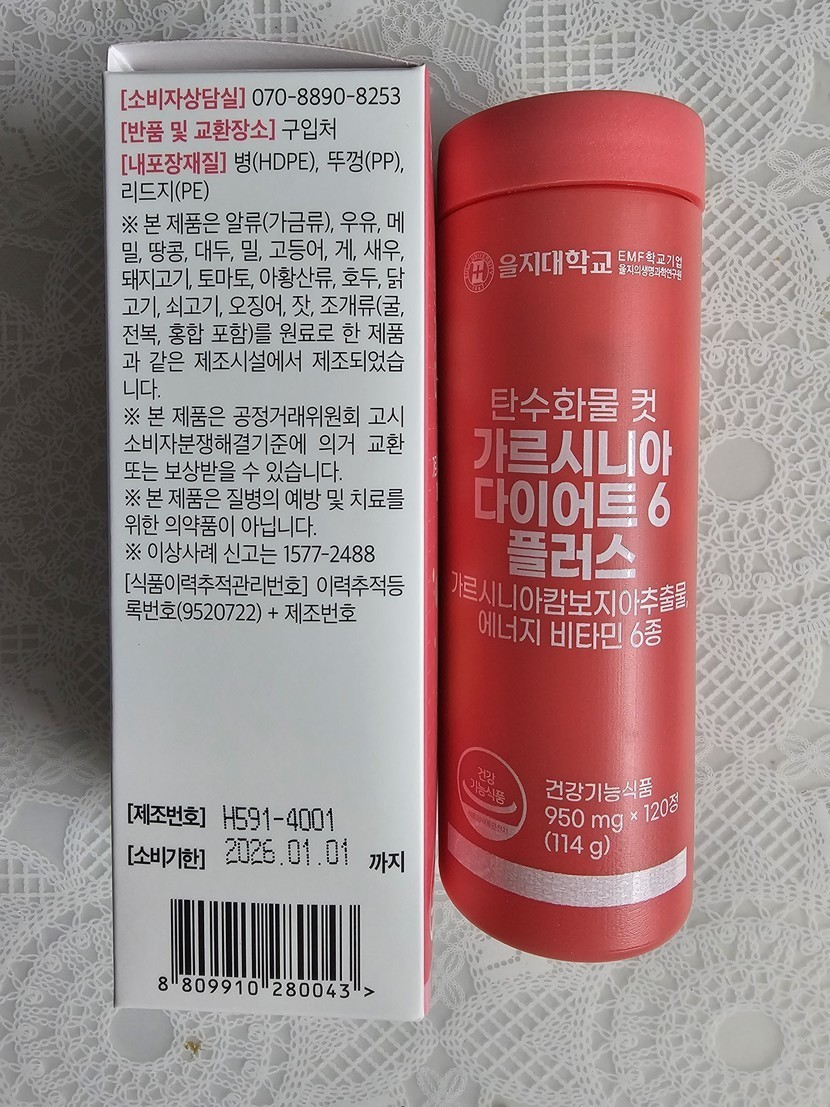 [소비자상담실] 070-8890-8253
[반품 및 교환장소] 구입처
[내포장재질] 병(HDPE), 뚜껑(PP),
리드지(PE)
※ 본 제품은 알류(가금류), 우유, 메
밀, 땅콩, 대두, 밀, 고등어, 게, 새우,
돼지고기, 토마토, 아황산류, 호두, 닭
고기, 쇠고기, 오징어, 잣, 조개류(굴,
전복, 홍합 포함)를 원료로 한 제품
과 같은 제조시설에서 제조되었습
니다.
※ 본 제품은 공정거래위원회 고시
소비자분쟁해결기준에 의거 교환
또는 보상받을 수 있습니다.
※ 본 제품은 질병의 예방 및 치료를
위한 의약품이 아닙니다.
※ 이상사례 신고는 1577-2488
[식품이력추적관리번호] 이력추적등
록번호(9520722) + 제조번호
[제조번호] H591-4001
[소비기한] 2026.01.01 까지
8 809910 280043 >
을지대학교 EMF학교기업
을지의생명과학연구원
탄수화물 컷
가르시니아
다이어트 6
플러스
가르시니아캄보지아추출물,
에너지 비타민 6종
건강
기능식품
건강기능식품
950 mg × 120정
(114 g)